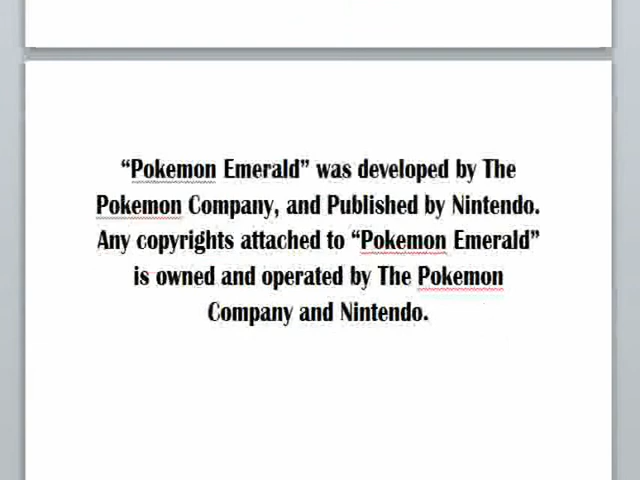 “Pokemon Emerald” was developed by The
Pokemon Company, and Published by Nintendo.
Any copyrights attached to “Pokemon Emerald”
is owned and operated by The Pokemon
Company and Nintendo.